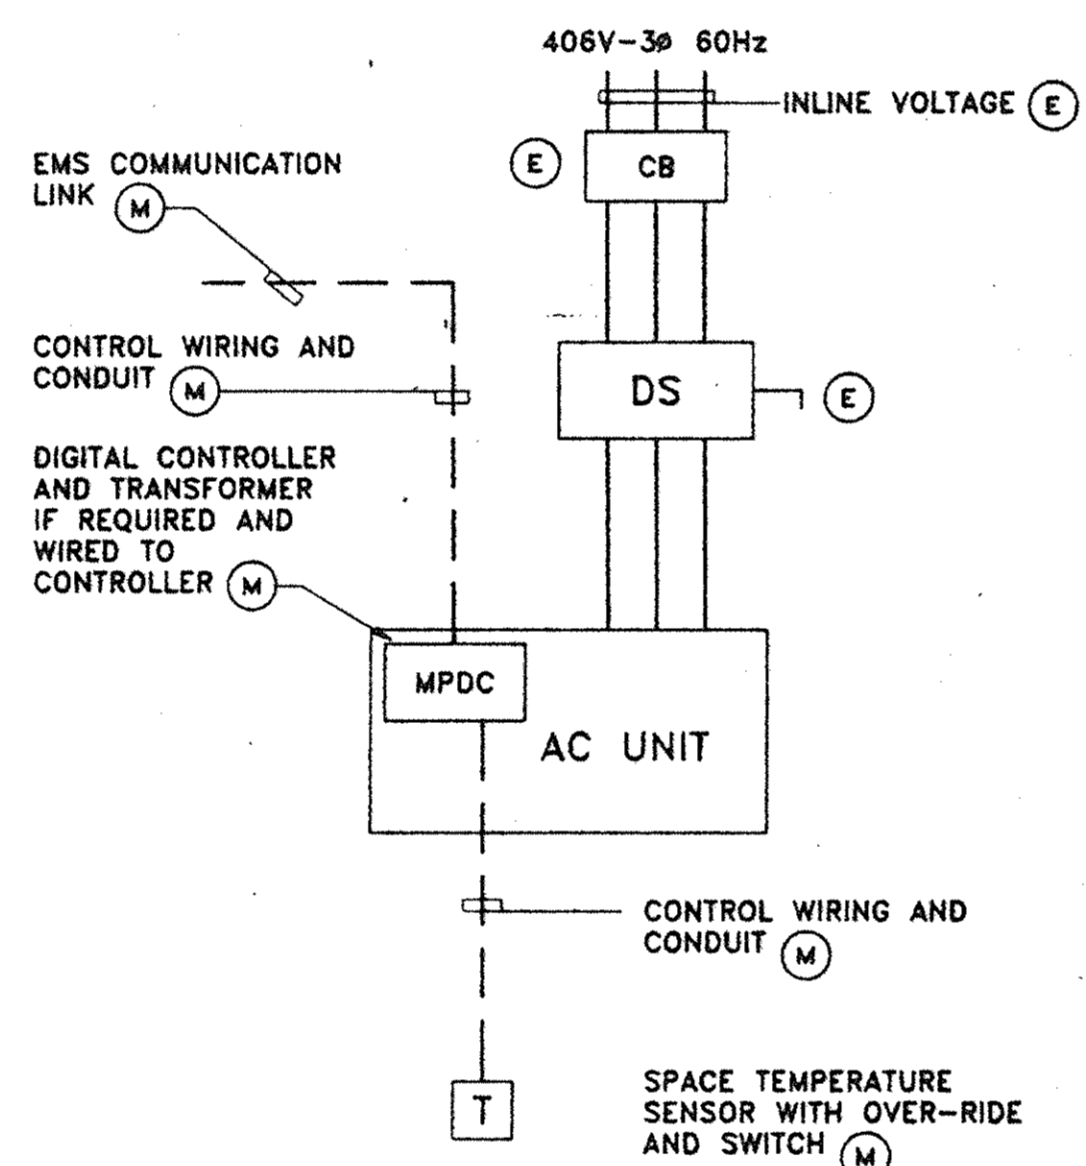 406V-3ø 60Hz
INLINE VOLTAGE E
E CB
EMS COMMUNICATION
LINK M
CONTROL WIRING AND
CONDUIT M
DS E
DIGITAL CONTROLLER
AND TRANSFORMER
IF REQUIRED AND
WIRED TO
CONTROLLER M
MPDC
AC UNIT
CONTROL WIRING AND
CONDUIT M
T
SPACE TEMPERATURE
SENSOR WITH OVER-RIDE
AND SWITCH M